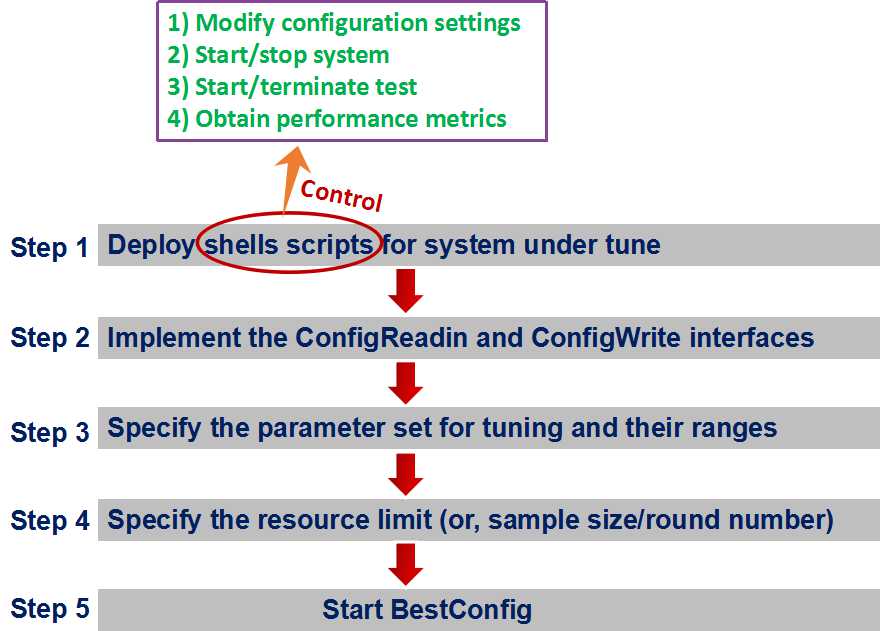 1) Modify configuration settings
2) Start/stop system
3) Start/terminate test
4) Obtain performance metrics
Control
Step 1 Deploy shells scripts for system under tune
Step 2 Implement the ConfigReadin and ConfigWrite interfaces
Step 3 Specify the parameter set for tuning and their ranges
Step 4 Specify the resource limit (or, sample size/round number)
Step 5 Start BestConfig